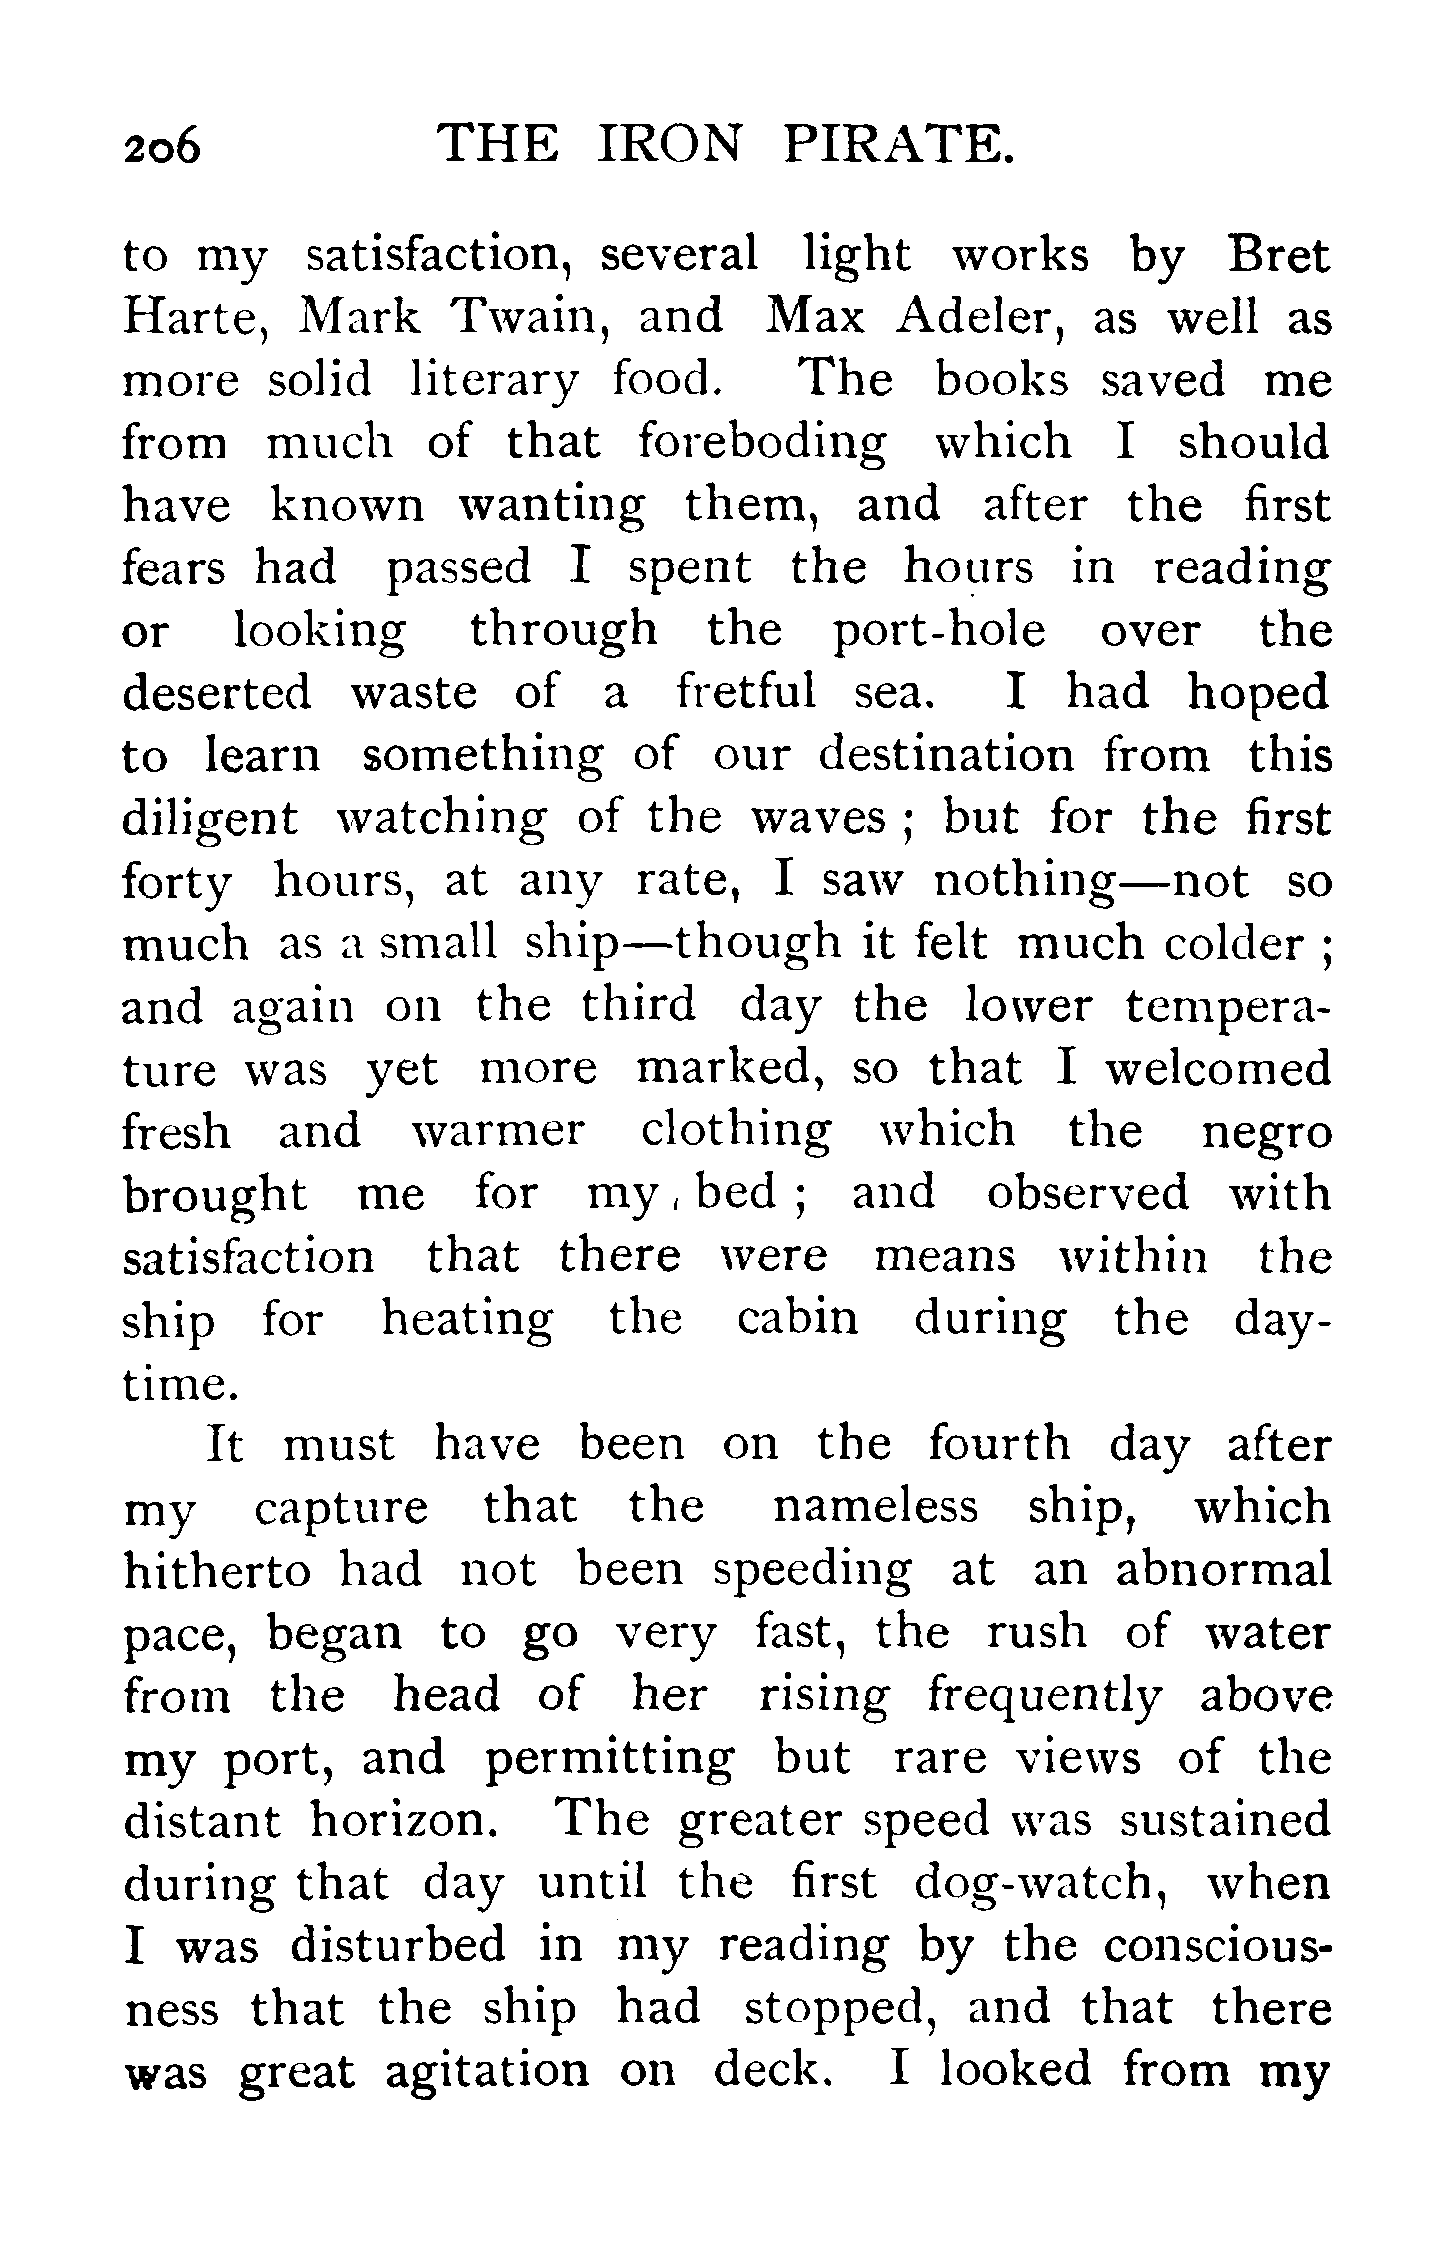 206 THE IRON PIRATE.
to my satisfaction, several light works by Bret
Harte, Mark Twain, and Max Adeler, as well as
more solid literary food. The books saved me
from much of that foreboding which I should
have known wanting them, and after the first
fears had passed I spent the hours in reading
or looking through the port-hole over the
deserted waste of a fretful sea. I had hoped
to learn something of our destination from this
diligent watching of the waves ; but for the first
forty hours, at any rate, I saw nothing—not so
much as a small ship—though it felt much colder ;
and again on the third day the lower tempera-
ture was yet more marked, so that I welcomed
fresh and warmer clothing which the negro
brought me for my bed ; and observed with
satisfaction that there were means within the
ship for heating the cabin during the day-
time.
It must have been on the fourth day after
my capture that the nameless ship, which
hitherto had not been speeding at an abnormal
pace, began to go very fast, the rush of water
from the head of her rising frequently above
my port, and permitting but rare views of the
distant horizon. The greater speed was sustained
during that day until the first dog-watch, when
I was disturbed in my reading by the conscious-
ness that the ship had stopped, and that there
was great agitation on deck. I looked from my